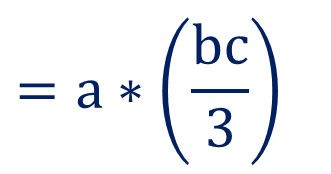 = a * (bc/3)